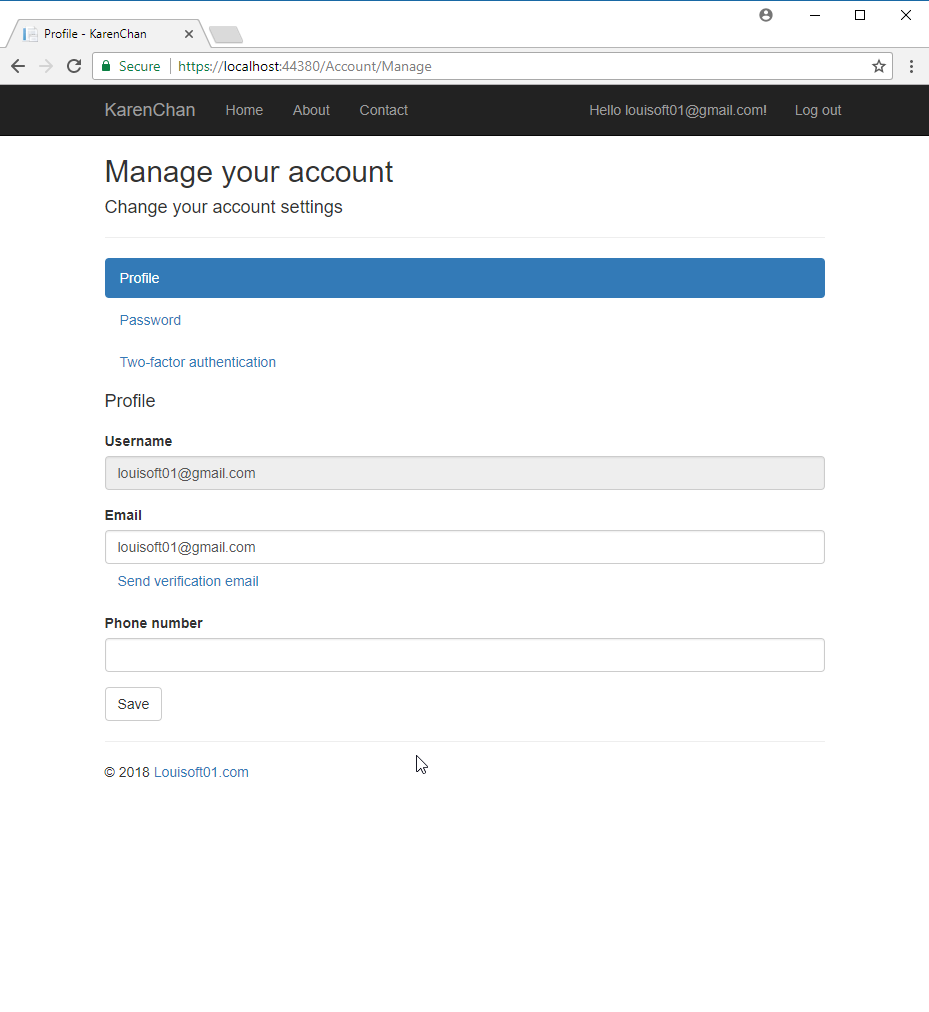 Profile - KarenChan
Secure https://localhost:44380/Account/Manage
KarenChan Home About Contact Hello louisoft01@gmail.com! Log out
Manage your account
Change your account settings
Profile
Password
Two-factor authentication
Profile
Username
louisoft01@gmail.com
Email
louisoft01@gmail.com
Send verification email
Phone number
Save
© 2018 Louisoft01.com